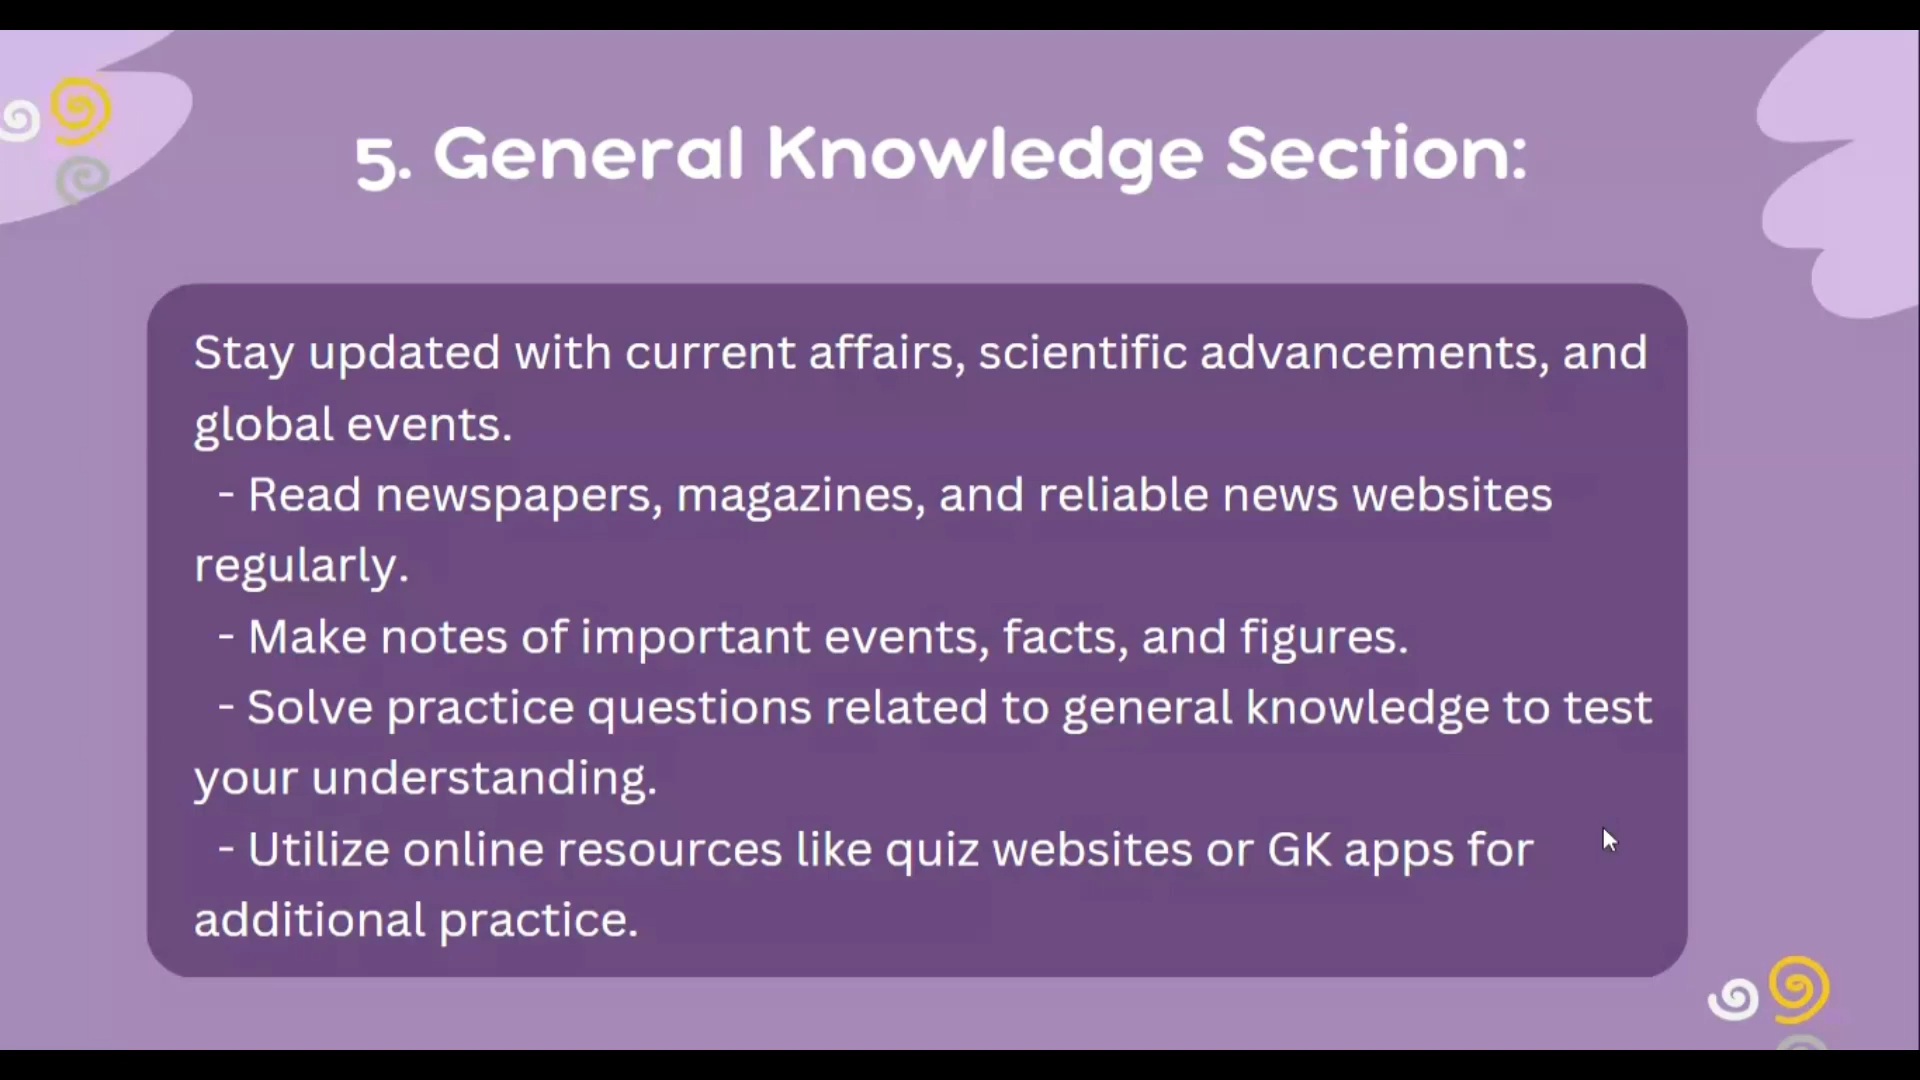 5. General Knowledge Section:
Stay updated with current affairs, scientific advancements, and
global events.
- Read newspapers, magazines, and reliable news websites
regularly.
- Make notes of important events, facts, and figures.
- Solve practice questions related to general knowledge to test
your understanding.
- Utilize online resources like quiz websites or GK apps for
additional practice.